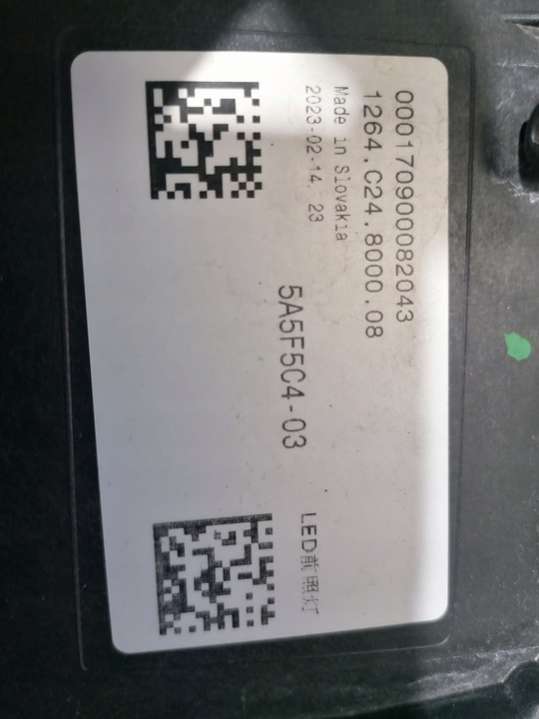 000170900082043
1264.C24.8000.08
Made in Slovakia
2023-02-14, 23
5A5F5C4-03
LED前照灯